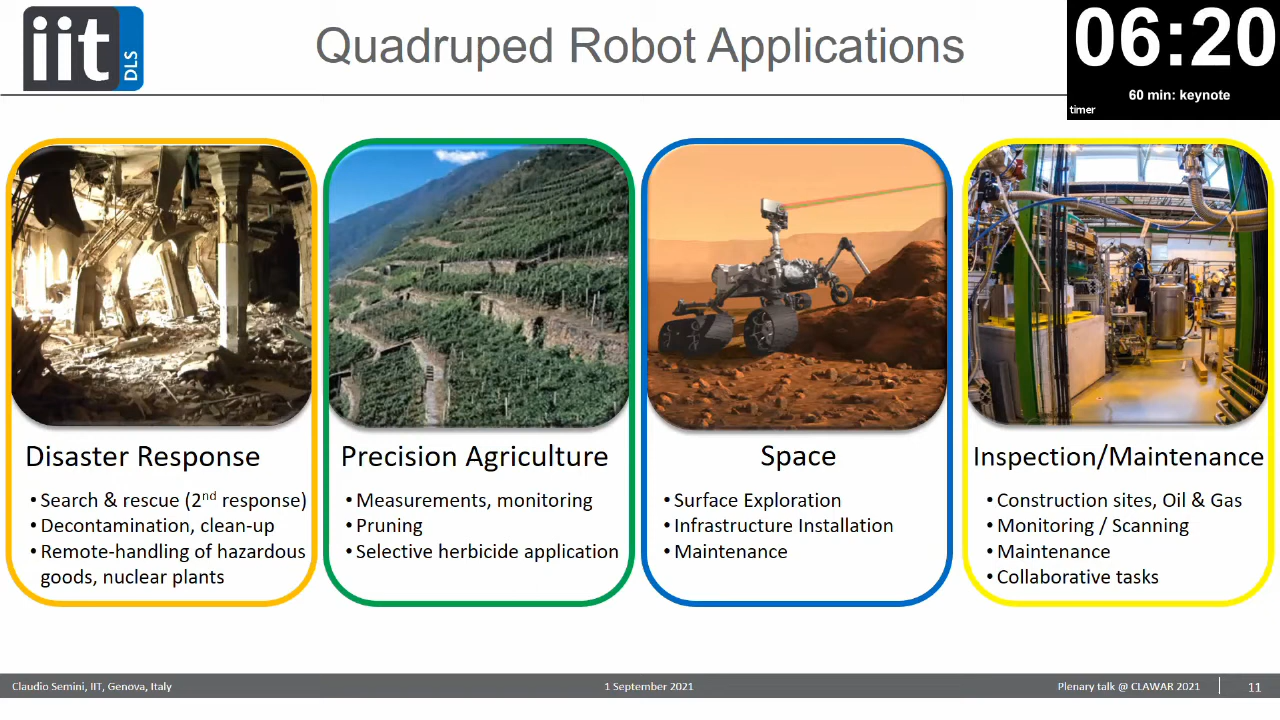 iit
DLS
Quadruped Robot Applications
06:20
60 min: keynote
timer
Disaster Response
• Search & rescue (2nd response)
• Decontamination, clean-up
• Remote-handling of hazardous
goods, nuclear plants
Precision Agriculture
• Measurements, monitoring
• Pruning
• Selective herbicide application
Space
• Surface Exploration
• Infrastructure Installation
• Maintenance
Inspection/Maintenance
• Construction sites, Oil & Gas
• Monitoring / Scanning
• Maintenance
• Collaborative tasks
Claudio Semini, IIT, Genova, Italy
1 September 2021
Plenary talk @ CLAWAR 2021
11